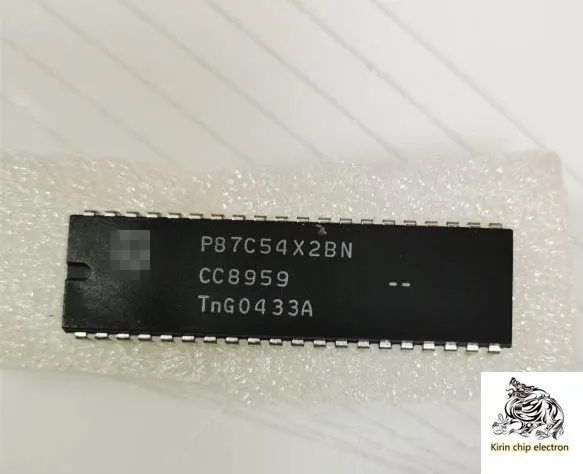 P87C54X2BN
CC8959 --
TnG0433A
Kirin chip electron